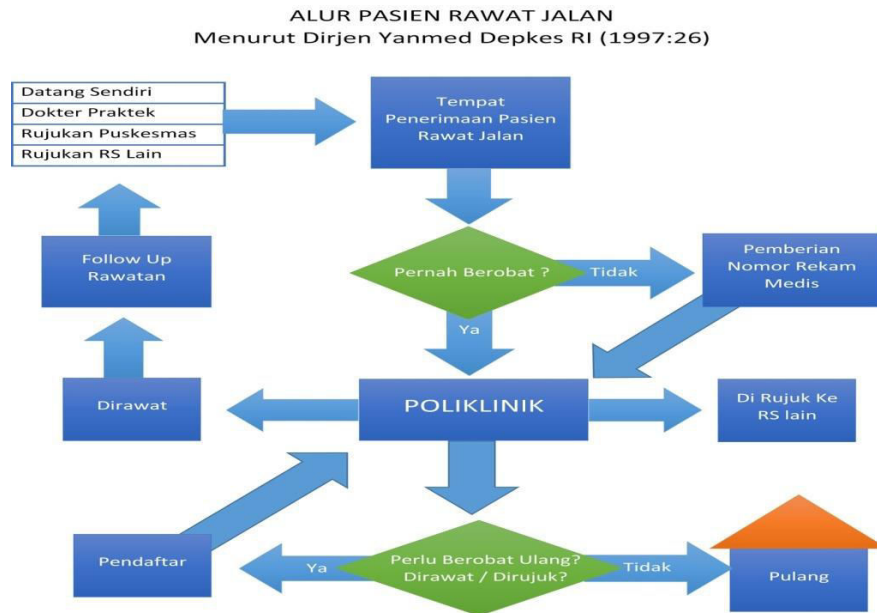 ALUR PASIEN RAWAT JALAN
Menurut Dirjen Yanmed Depkes RI (1997:26)
Datang Sendiri
Dokter Praktek
Rujukan Puskesmas
Rujukan RS Lain
Tempat
Penerimaan Pasien
Rawat Jalan
Follow Up
Rawatan
Pernah Berobat ?
Tidak
Pemberian
Nomor Rekam
Medis
Ya
Dirawat
POLIKLINIK
Di Rujuk Ke
RS lain
Pendaftar
Ya
Perlu Berobat Ulang?
Dirawat / Dirujuk?
Tidak
Pulang